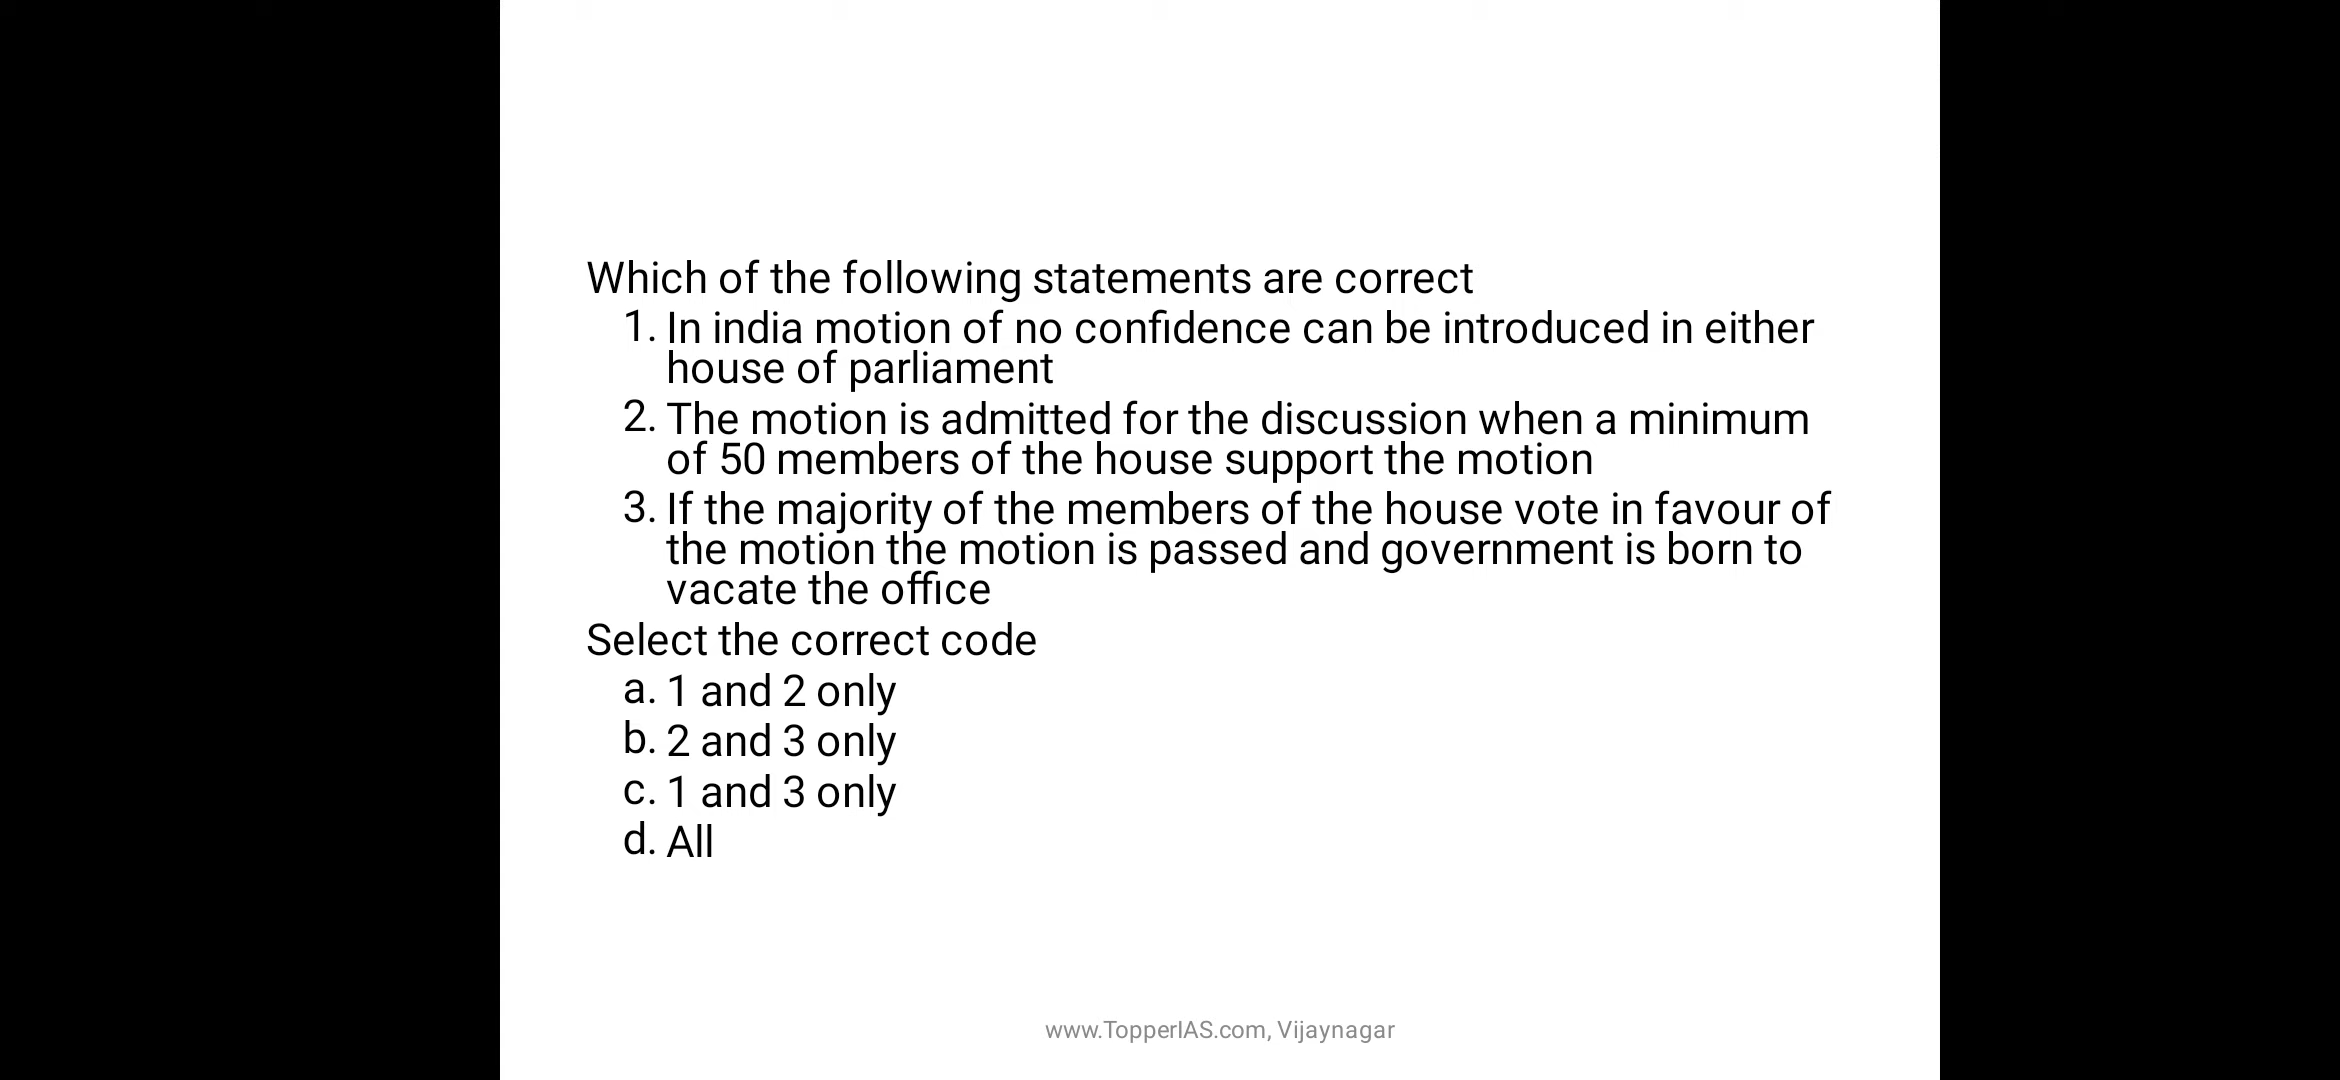 Which of the following statements are correct
1. In india motion of no confidence can be introduced in either
house of parliament
2. The motion is admitted for the discussion when a minimum
of 50 members of the house support the motion
3. If the majority of the members of the house vote in favour of
the motion the motion is passed and government is born to
vacate the office
Select the correct code
a. 1 and 2 only
b. 2 and 3 only
c. 1 and 3 only
d. All
www.TopperIAS.com, Vijaynagar